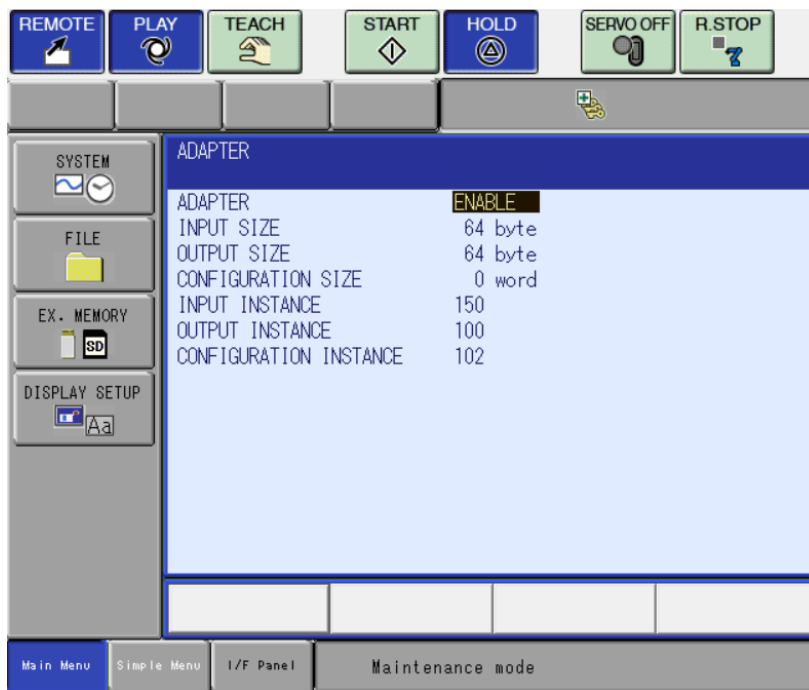 REMOTE PLAY TEACH START HOLD SERVO OFF R.STOP
SYSTEM
FILE
EX. MEMORY
SD
DISPLAY SETUP
Aa
ADAPTER
ADAPTER ENABLE
INPUT SIZE 64 byte
OUTPUT SIZE 64 byte
CONFIGURATION SIZE 0 word
INPUT INSTANCE 150
OUTPUT INSTANCE 100
CONFIGURATION INSTANCE 102
Main Menu Simple Menu I/F Panel Maintenance mode